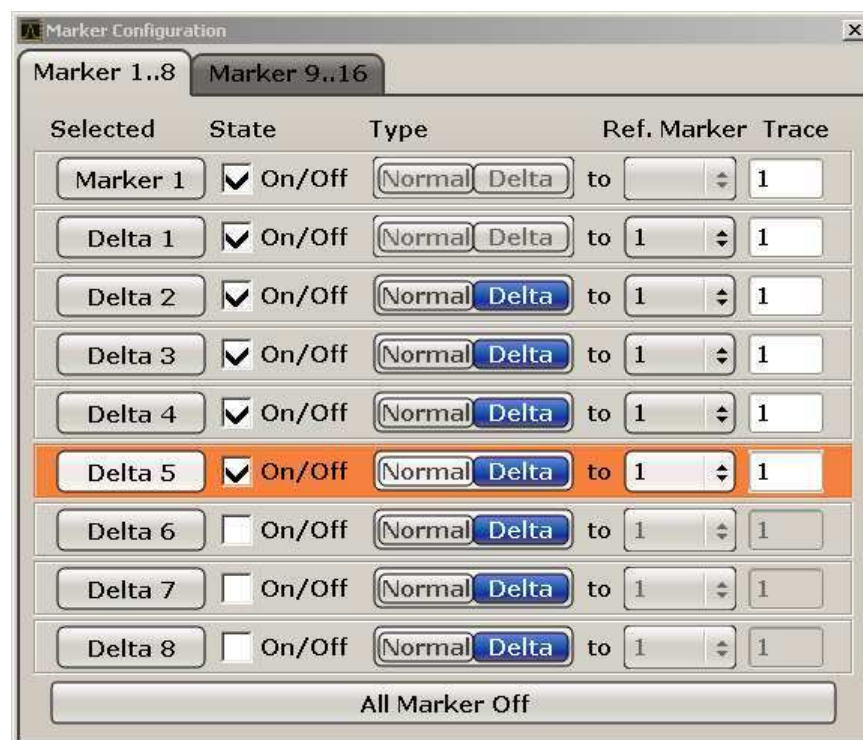 Marker Configuration
Marker 1..8 Marker 9..16
Selected State Type Ref. Marker Trace
Marker 1 On/Off Normal Delta to 1
Delta 1 On/Off Normal Delta to 1 1
Delta 2 On/Off Normal Delta to 1 1
Delta 3 On/Off Normal Delta to 1 1
Delta 4 On/Off Normal Delta to 1 1
Delta 5 On/Off Normal Delta to 1 1
Delta 6 On/Off Normal Delta to 1 1
Delta 7 On/Off Normal Delta to 1 1
Delta 8 On/Off Normal Delta to 1 1
All Marker Off